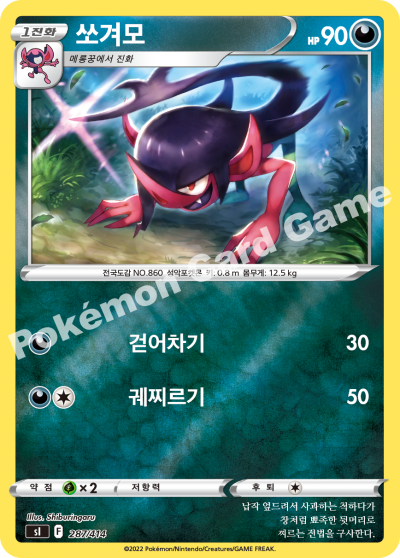 1진화 쏘겨모 HP 90
메롱꿍에서 진화
전국도감 NO.860 성악포켓몬 키: 0.8 m 몸무게: 12.5 kg
Pokémon Card Game
걷어차기 30
궤찌르기 50
약점 ×2 저항력 후퇴
Illus. Shiburingaru
납작 엎드려서 사과하는 척하다가
sI F 287/414
창처럼 뾰족한 뒷머리로
찌르는 전법을 구사한다.
©2022 Pokémon/Nintendo/Creatures/GAME FREAK.